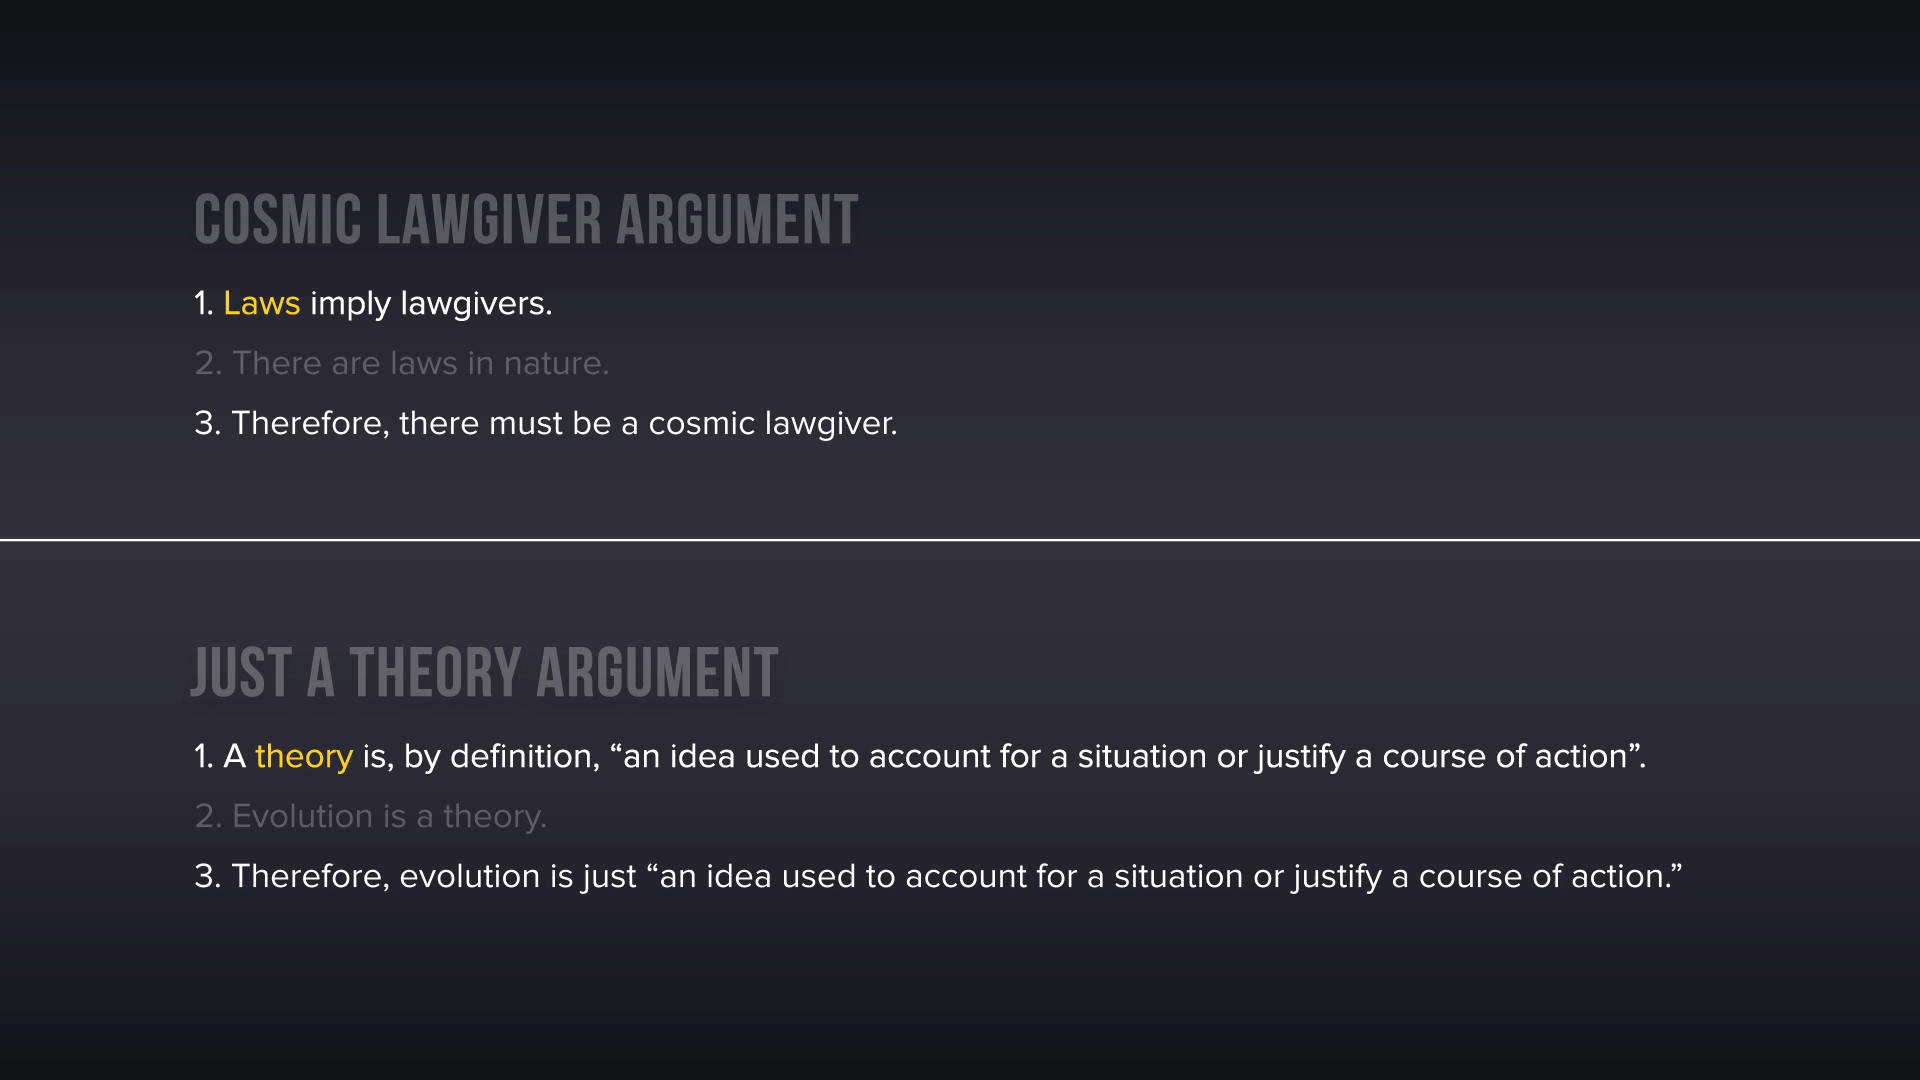 COSMIC LAWGIVER ARGUMENT
1. Laws imply lawgivers.
2. There are laws in nature.
3. Therefore, there must be a cosmic lawgiver.
JUST A THEORY ARGUMENT
1. A theory is, by definition, “an idea used to account for a situation or justify a course of action”.
2. Evolution is a theory.
3. Therefore, evolution is just “an idea used to account for a situation or justify a course of action.”